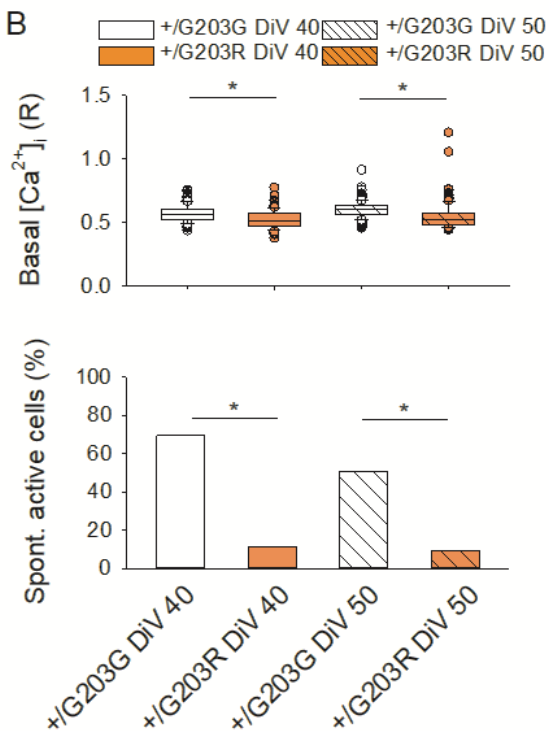 B
+/G203G DiV 40 +/G203G DiV 50
+/G203R DiV 40 +/G203R DiV 50
Basal [Ca²⁺]ᵢ (R)
1.5
1.0
0.5
0.0
* *
Spont. active cells (%)
100
80
60
40
20
0
* *
+/G203G DiV 40
+/G203R DiV 40
+/G203G DiV 50
+/G203R DiV 50